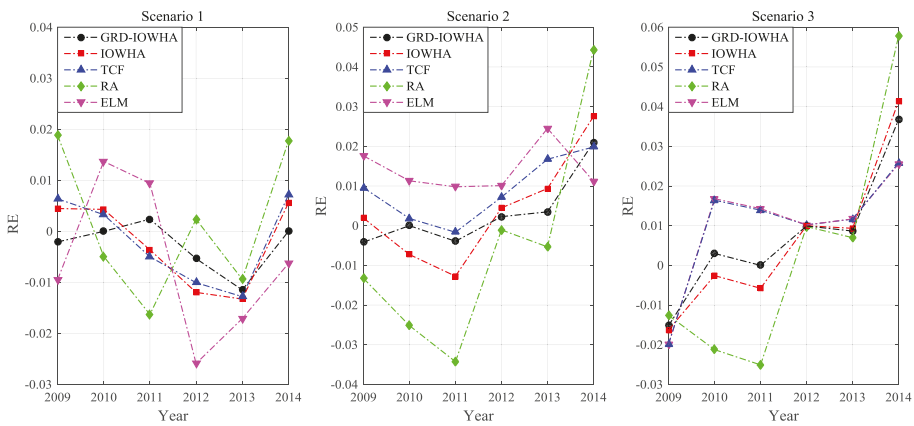 Scenario 1
0.04
0.03
0.02
0.01
0
-0.01
-0.02
-0.03
RE
GRD-IOWHA
IOWHA
TCF
RA
ELM
2009 2010 2011 2012 2013 2014
Year
Scenario 2
0.05
0.04
0.03
0.02
0.01
0
-0.01
-0.02
-0.03
-0.04
RE
GRD-IOWHA
IOWHA
TCF
RA
ELM
2009 2010 2011 2012 2013 2014
Year
Scenario 3
0.06
0.05
0.04
0.03
0.02
0.01
0
-0.01
-0.02
-0.03
RE
GRD-IOWHA
IOWHA
TCF
RA
ELM
2009 2010 2011 2012 2013 2014
Year